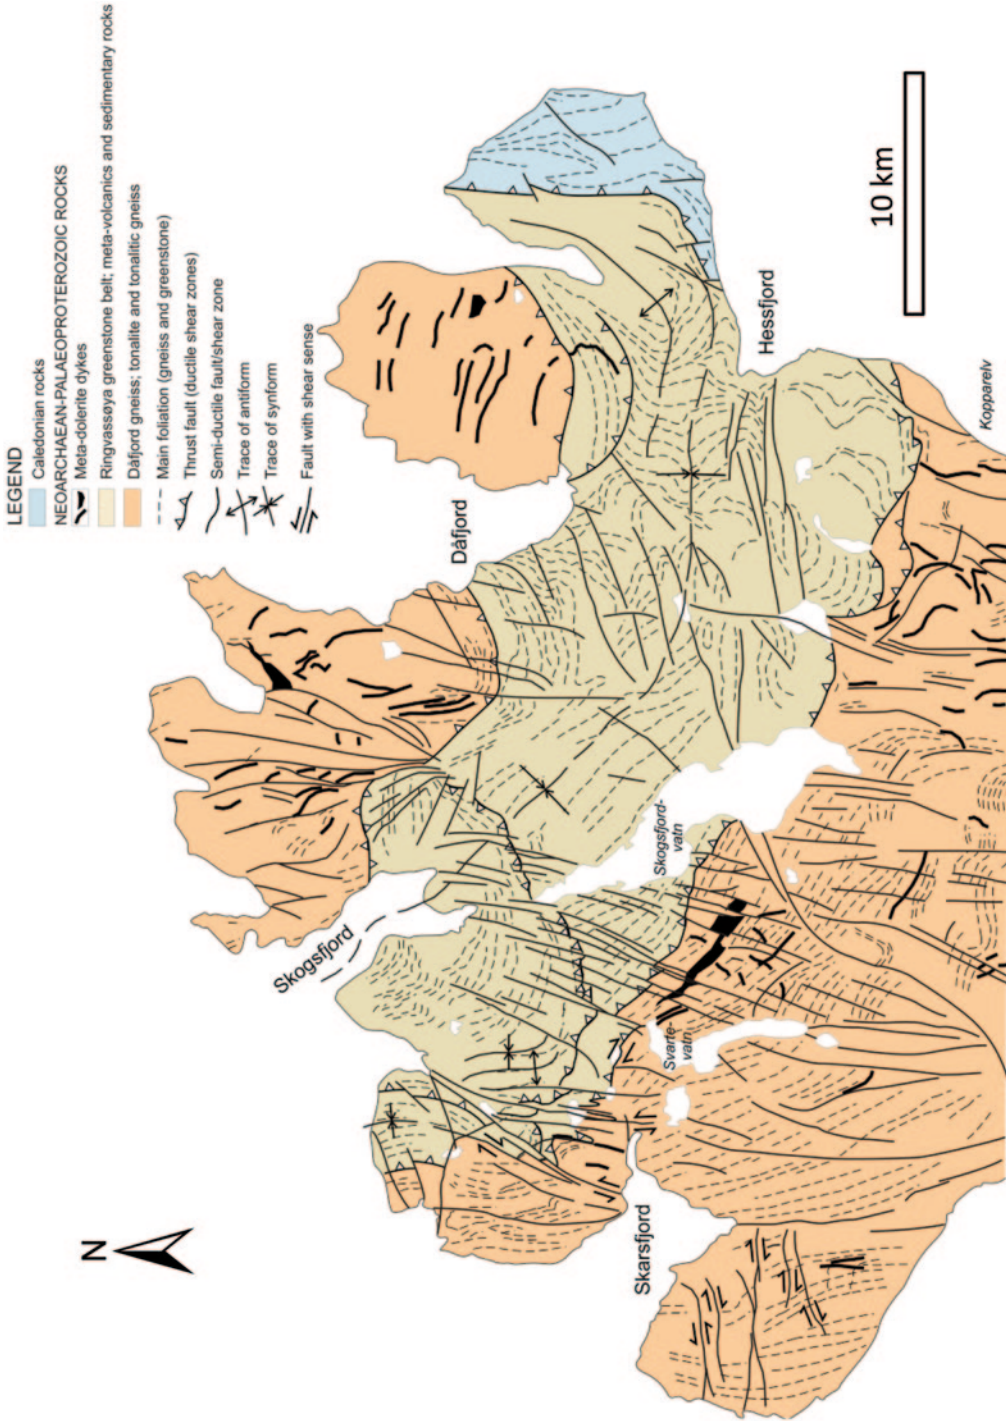 LEGEND
Caledonian rocks
NEOARCHAEAN-PALAEOPROTEROZOIC ROCKS
Meta-dolerite dykes
Ringvassøya greenstone belt; meta-volcanics and sedimentary rocks
Dåfjord gneiss; tonalite and tonalitic gneiss
Main foliation (gneiss and greenstone)
Thrust fault (ductile shear zones)
Semi-ductile fault/shear zone
Trace of antiform
Trace of synform
Fault with shear sense
N
10 km
Dåfjord
Hessfjord
Kopparelv
Skogsfjord
Skogsfjord-
vatn
Svarte-
vatn
Skarsfjord